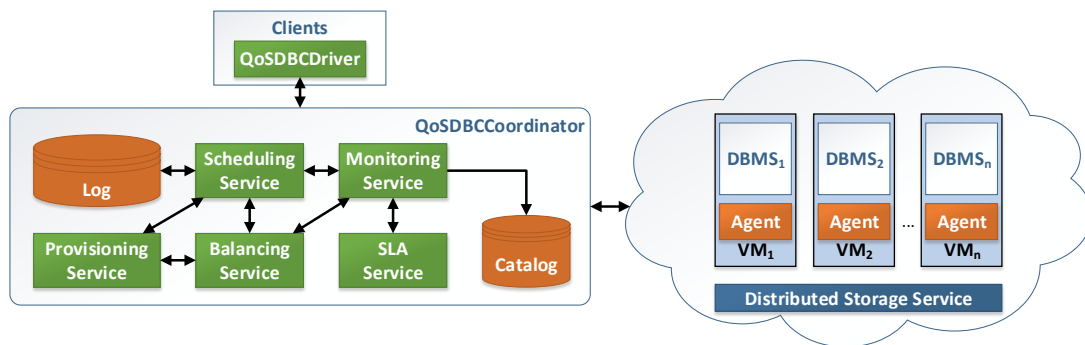 Clients
QoSDBCDriver
QoSDBCCoordinator
Log
Scheduling
Service
Monitoring
Service
Provisioning
Service
Balancing
Service
SLA
Service
Catalog
DBMS₁
DBMS₂
DBMSₙ
Agent
Agent
...
Agent
VM₁
VM₂
VMₙ
Distributed Storage Service